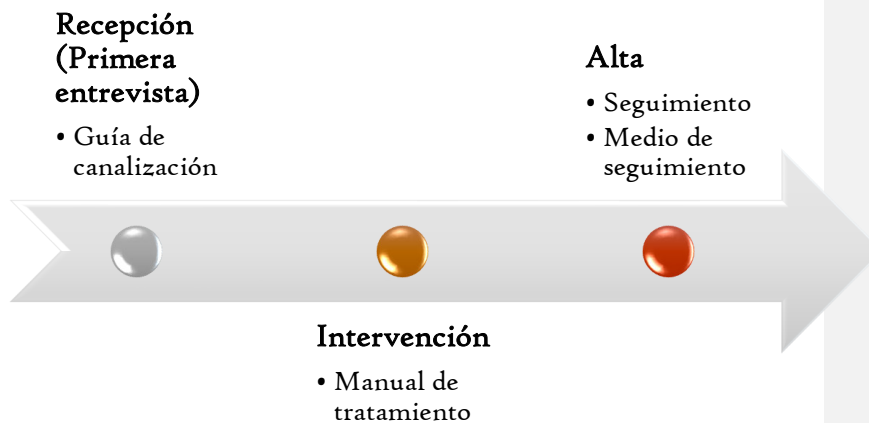 Recepción
(Primera
entrevista)
• Guía de
canalización
Intervención
• Manual de
tratamiento
Alta
• Seguimiento
• Medio de
seguimiento